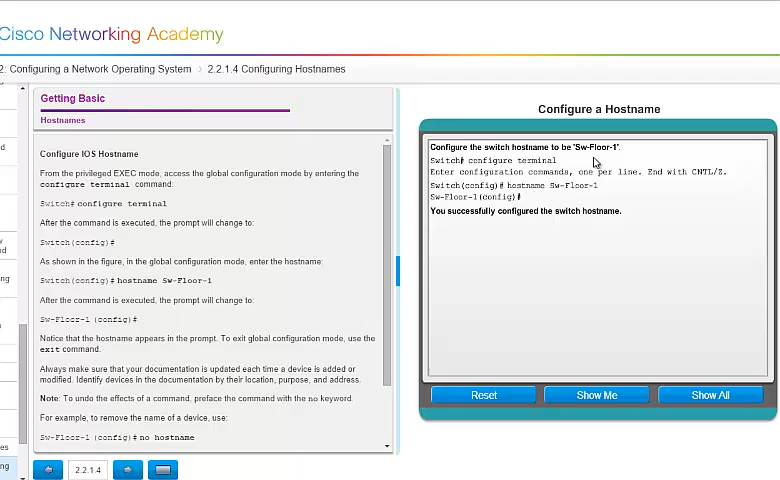 Cisco Networking Academy
2: Configuring a Network Operating System › 2.2.1.4 Configuring Hostnames
Getting Basic
Hostnames
Configure IOS Hostname
From the privileged EXEC mode, access the global configuration mode by entering the
configure terminal command:
Switch# configure terminal
After the command is executed, the prompt will change to:
Switch(config)#
As shown in the figure, in the global configuration mode, enter the hostname:
Switch(config)# hostname Sw-Floor-1
After the command is executed, the prompt will change to:
Sw-Floor-1 (config)#
Notice that the hostname appears in the prompt. To exit global configuration mode, use the
exit command.
Always make sure that your documentation is updated each time a device is added or
modified. Identify devices in the documentation by their location, purpose, and address.
Note: To undo the effects of a command, preface the command with the no keyword.
For example, to remove the name of a device, use:
Sw-Floor-1 (config)# no hostname
2.2.1.4
Configure a Hostname
Configure the switch hostname to be 'Sw-Floor-1'.
Switch# configure terminal
Enter configuration commands, one per line. End with CNTL/Z.
Switch(config)# hostname Sw-Floor-1
Sw-Floor-1(config)#
You successfully configured the switch hostname.
Reset
Show Me
Show All